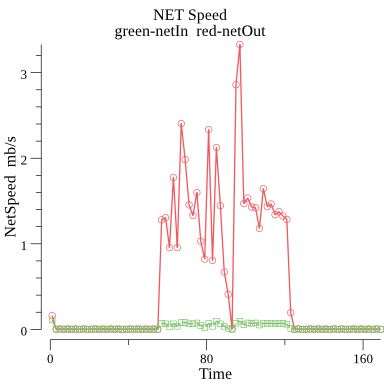 NET Speed
green-netIn red-netOut
NetSpeed mb/s
3
2
1
0
0 80 160
Time